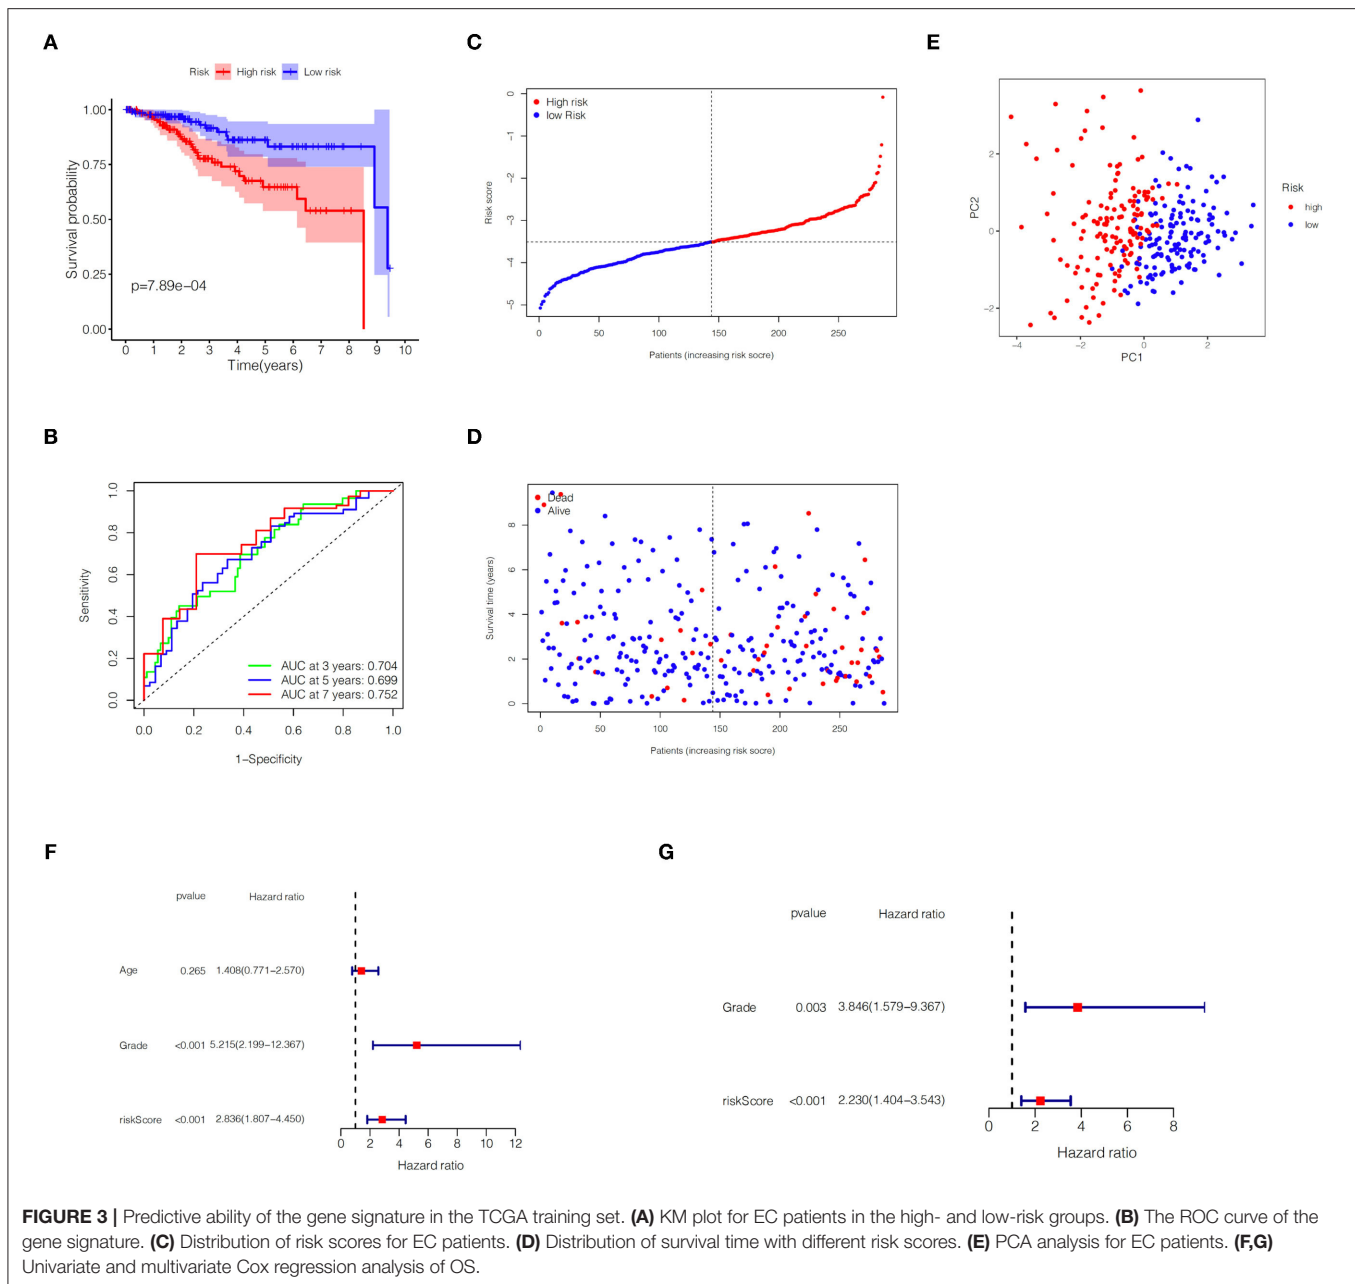 A
Risk High risk Low risk
Survival probability
1.00
0.75
0.50
0.25
0.00
p=7.89e−04
0 1 2 3 4 5 6 7 8 9 10
Time(years)
C
High risk
low Risk
Risk score
0
−1
−2
−3
−4
−5
0 50 100 150 200 250
Patients (increasing risk socre)
E
PC2
2
0
−2
−4 −2 0 2
PC1
Risk
high
low
B
Sensitivity
1.0
0.8
0.6
0.4
0.2
0.0
AUC at 3 years: 0.704
AUC at 5 years: 0.699
AUC at 7 years: 0.752
0.0 0.2 0.4 0.6 0.8 1.0
1−Specificity
D
Dead
Alive
Survival time (years)
8
6
4
2
0
0 50 100 150 200 250
Patients (increasing risk socre)
F
pvalue Hazard ratio
Age 0.265 1.408(0.771−2.570)
Grade <0.001 5.215(2.199−12.367)
riskScore <0.001 2.836(1.807−4.450)
0 2 4 6 8 10 12
Hazard ratio
G
pvalue Hazard ratio
Grade 0.003 3.846(1.579−9.367)
riskScore <0.001 2.230(1.404−3.543)
0 2 4 6 8
Hazard ratio
FIGURE 3 | Predictive ability of the gene signature in the TCGA training set. (A) KM plot for EC patients in the high- and low-risk groups. (B) The ROC curve of the
gene signature. (C) Distribution of risk scores for EC patients. (D) Distribution of survival time with different risk scores. (E) PCA analysis for EC patients. (F,G)
Univariate and multivariate Cox regression analysis of OS.